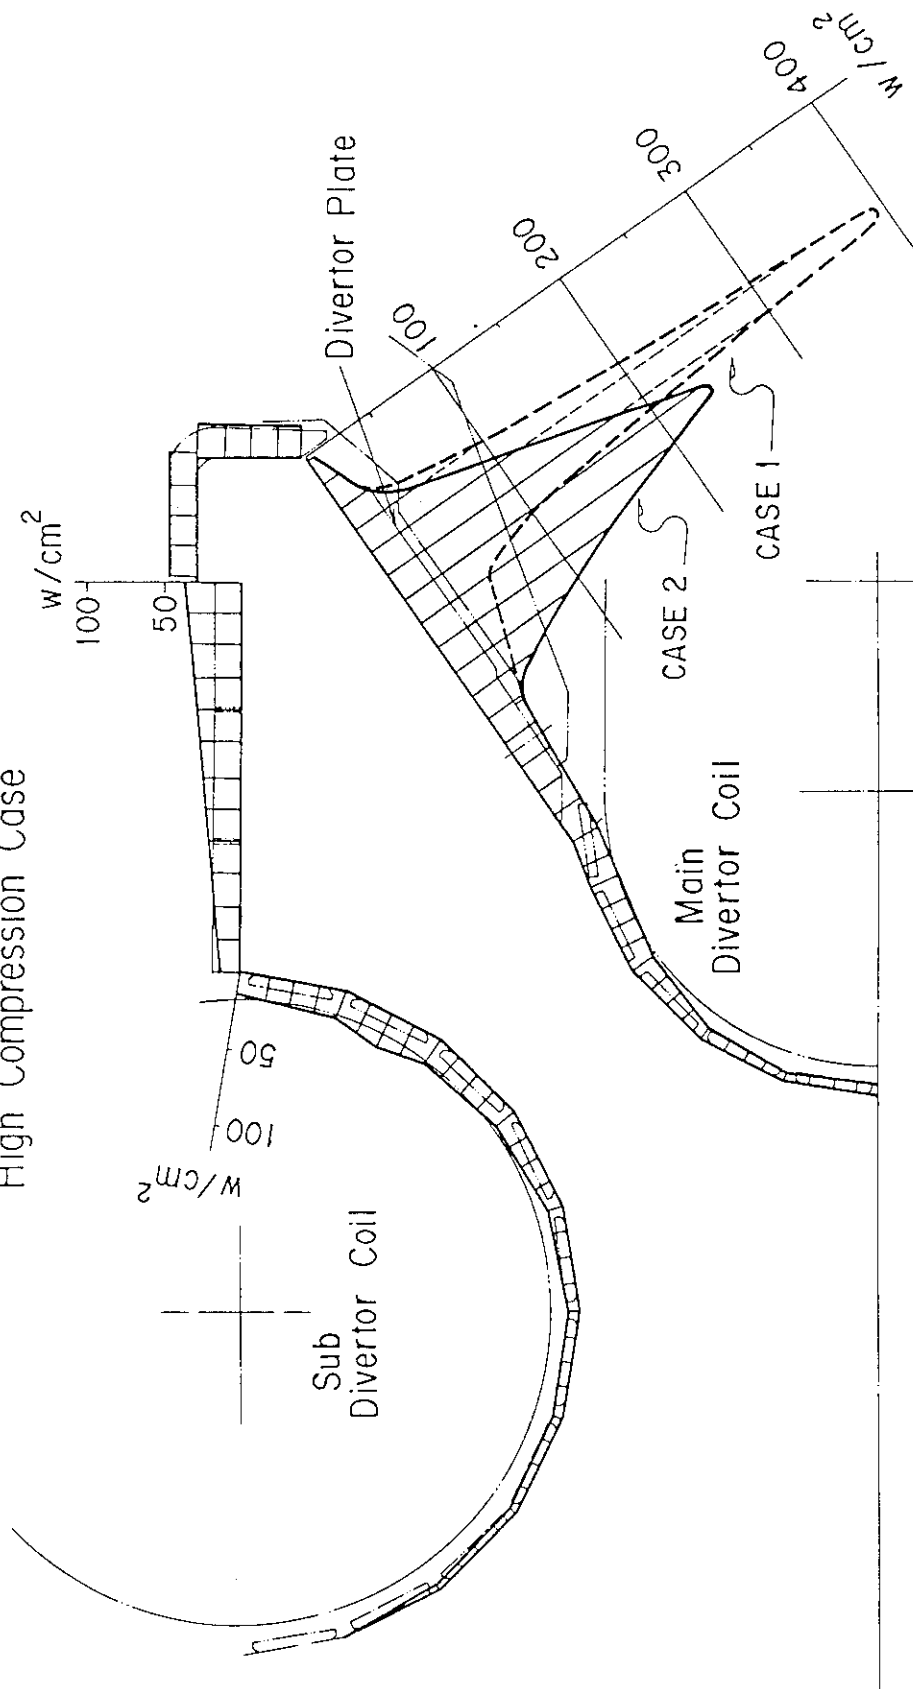 High Compression Case
W/cm²
100
50
Divertor Plate
100
200
300
400
W/cm²
CASE 1
CASE 2
Main
Divertor Coil
50
100
W/cm²
Sub
Divertor Coil